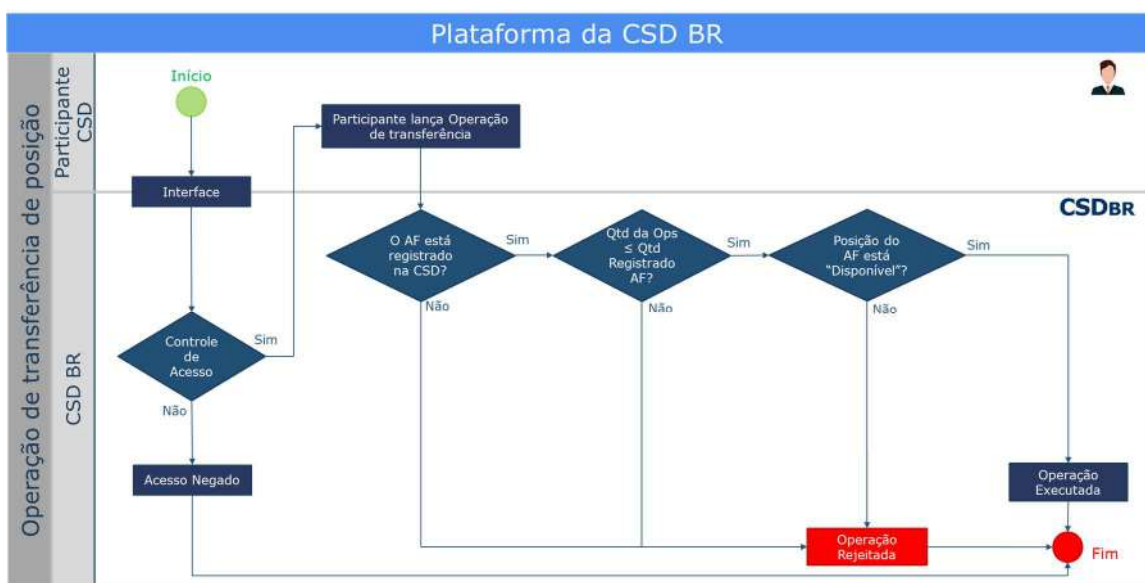 Plataforma da CSD BR
Operação de transferência de posição
Participante
CSD
CSD BR
Início
Participante lança Operação
de transferência
Interface
CSDBR
O AF está
registrado
na CSD?
Sim
Não
Qtd da Ops
≤ Qtd
Registrado
AF?
Sim
Não
Posição do
AF está
“Disponível”?
Sim
Não
Controle
de
Acesso
Sim
Não
Acesso Negado
Operação
Executada
Operação
Rejeitada
Fim